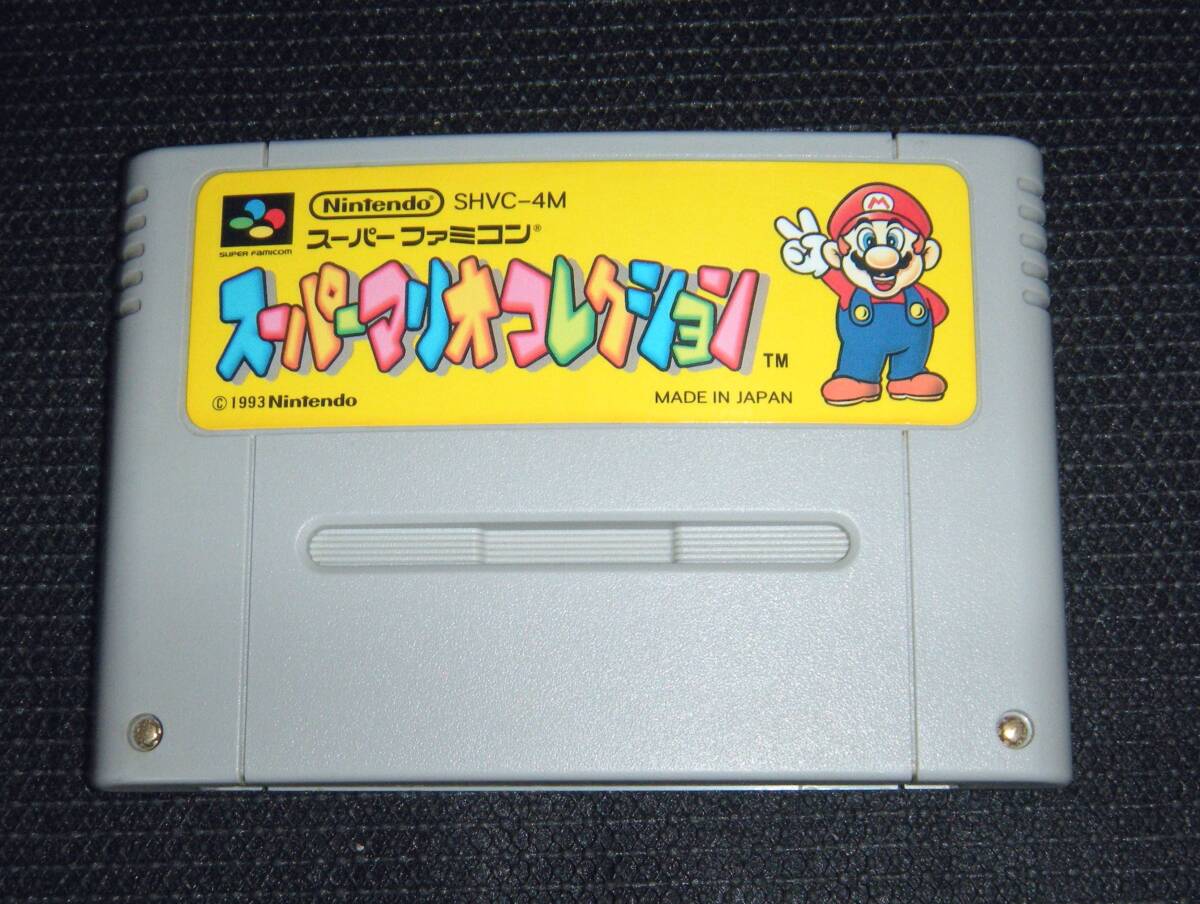 Nintendo SHVC-4M
スーパーファミコン®
SUPER FAMICOM
スーパーマリオコレクション TM
M
© 1993 Nintendo
MADE IN JAPAN